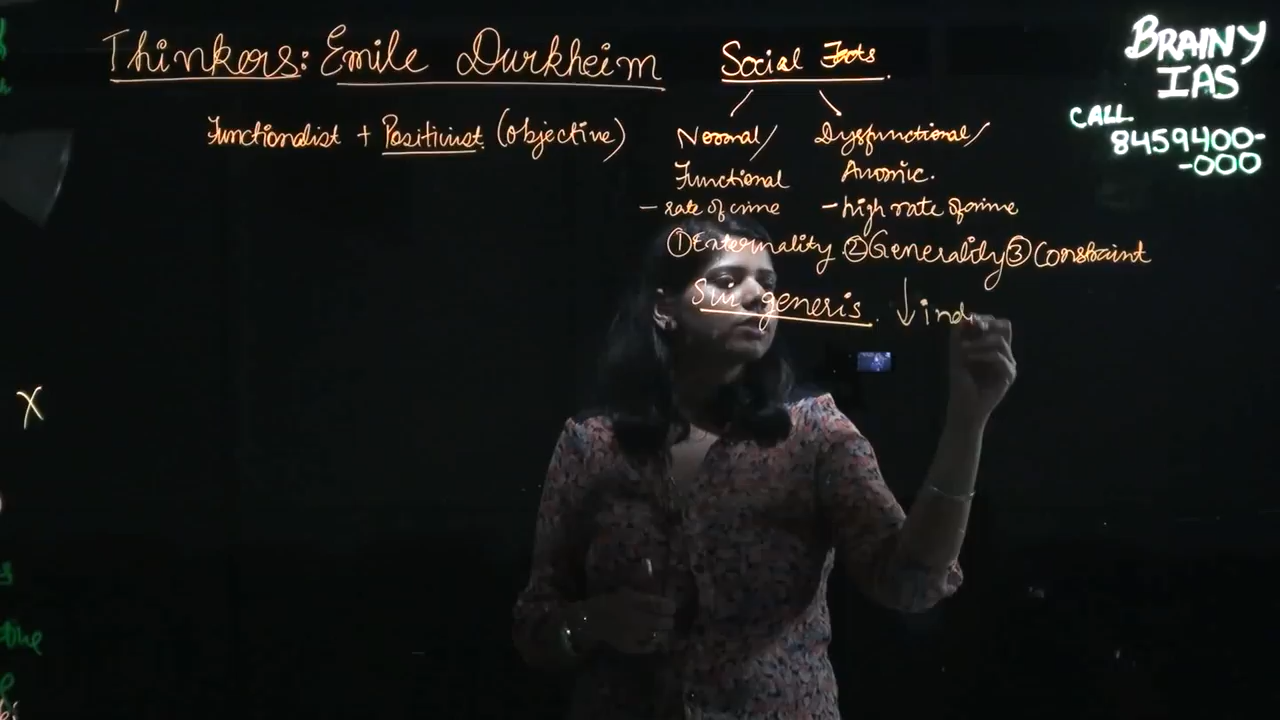 Thinkers: Emile Durkheim
Social Facts.
BRAINY
IAS
CALL
8459400-
-000
Functionalist + Positivist (Objective)
Normal/
Functional
- rate of crime
Dysfunctional/
Anomic.
- high rate of crime
① Externality. ② Generality ③ Constraint
Sui generis.
↓ ind
X
the